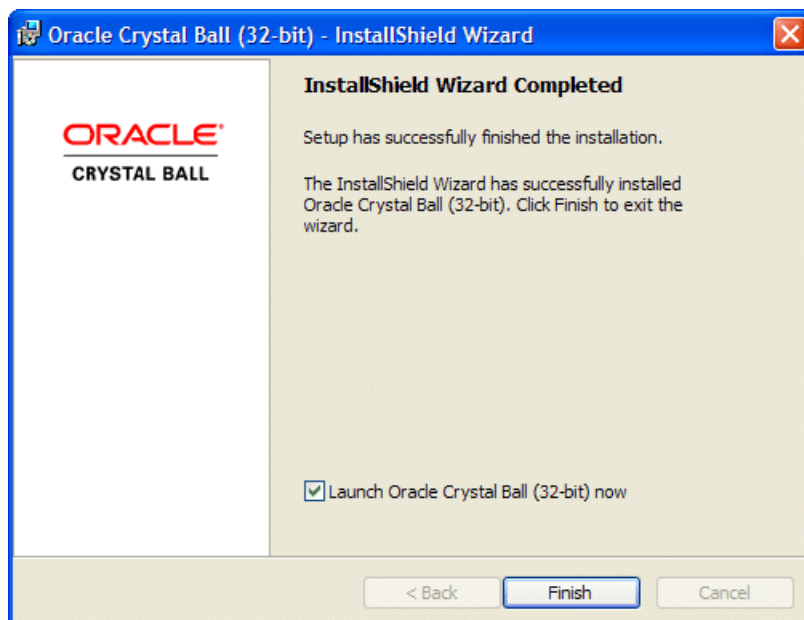 Oracle Crystal Ball (32-bit) - InstallShield Wizard
ORACLE®
CRYSTAL BALL
InstallShield Wizard Completed
Setup has successfully finished the installation.
The InstallShield Wizard has successfully installed
Oracle Crystal Ball (32-bit). Click Finish to exit the
wizard.
Launch Oracle Crystal Ball (32-bit) now
< Back
Finish
Cancel